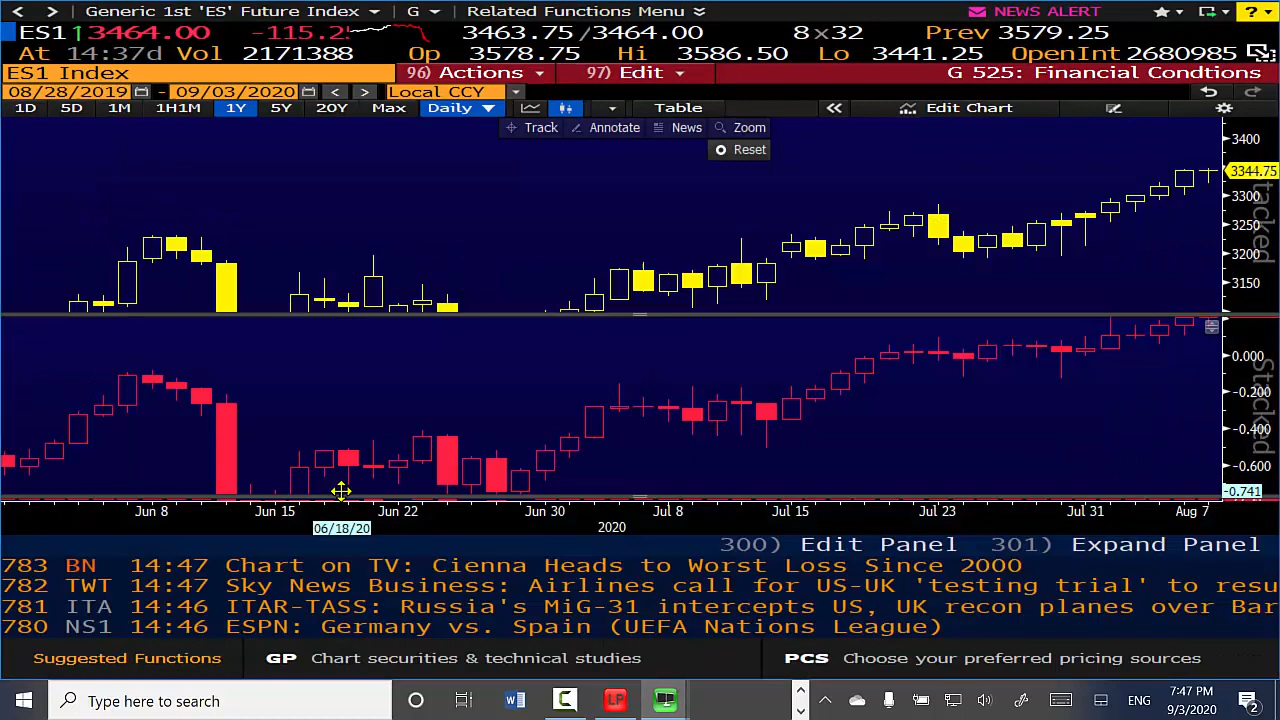 Generic 1st 'ES' Future Index G Related Functions Menu NEWS ALERT ?
ES1 ↑3464.00 -115.2 3463.75/3464.00 8x32 Prev 3579.25
At 14:37d Vol 2171388 Op 3578.75 Hi 3586.50 Lo 3441.25 OpenInt 2680985
ES1 Index 96) Actions 97) Edit G 525: Financial Condtions
08/28/2019 - 09/03/2020 < > Local CCY
1D 5D 1M 1H1M 1Y 5Y 20Y Max Daily Table « Edit Chart
Track Annotate News Zoom
Reset
3400
3344.75
3300
3250
3200
3150
tacked
0.000
-0.200
-0.400
-0.600
-0.741
Stacked
Jun 8 Jun 15 Jun 22 Jun 30 Jul 8 Jul 15 Jul 23 Jul 31 Aug 7
06/18/20 2020
300) Edit Panel 301) Expand Panel
783 BN 14:47 Chart on TV: Cienna Heads to Worst Loss Since 2000
782 TWT 14:47 Sky News Business: Airlines call for US-UK 'testing trial' to resu
781 ITA 14:46 ITAR-TASS: Russia's MiG-31 intercepts US, UK recon planes over Bar
780 NS1 14:46 ESPN: Germany vs. Spain (UEFA Nations League)
Suggested Functions GP Chart securities & technical studies PCS Choose your preferred pricing sources
Type here to search W C LP ENG 7:47 PM
9/3/2020 2